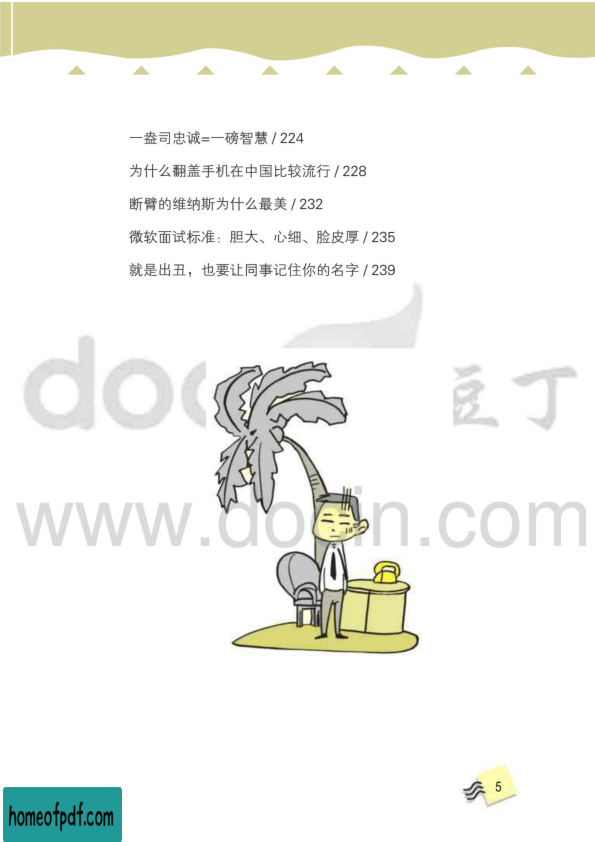 一盎司忠诚=一磅智慧 / 224
为什么翻盖手机在中国比较流行 / 228
断臂的维纳斯为什么最美 / 232
微软面试标准：胆大、心细、脸皮厚 / 235
就是出丑，也要让同事记住你的名字 / 239
豆丁
www.docin.com
5
homeofpdf.com